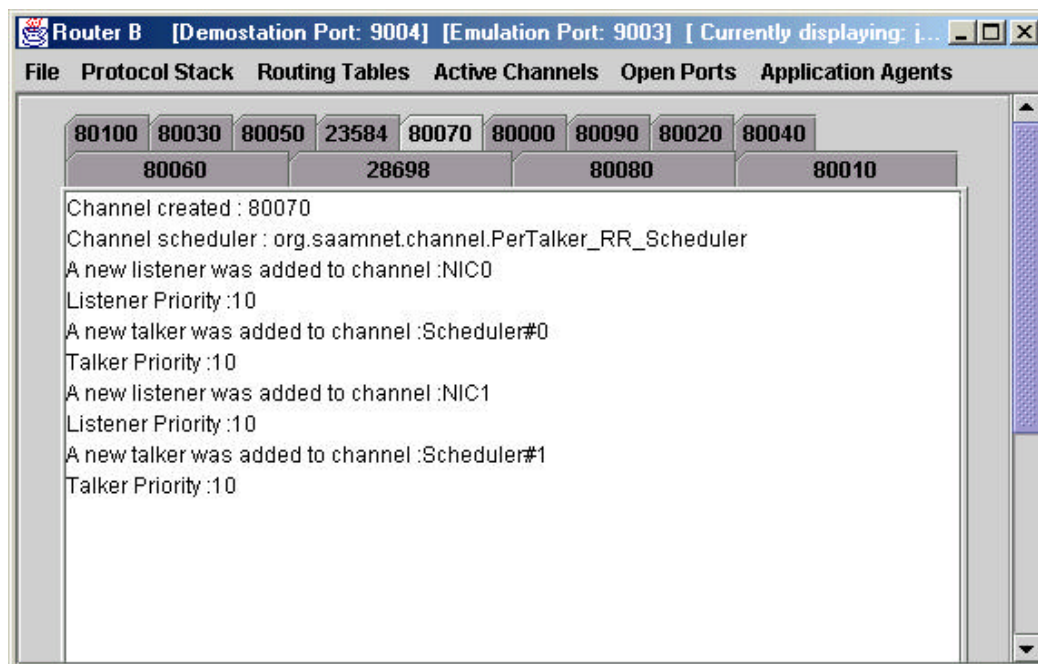 Router B [Demostation Port: 9004] [Emulation Port: 9003] [ Currently displaying: j...
File Protocol Stack Routing Tables Active Channels Open Ports Application Agents
80100 80030 80050 23584 80070 80000 80090 80020 80040
80060 28698 80080 80010
Channel created : 80070
Channel scheduler : org.saamnet.channel.PerTalker_RR_Scheduler
A new listener was added to channel :NIC0
Listener Priority :10
A new talker was added to channel :Scheduler#0
Talker Priority :10
A new listener was added to channel :NIC1
Listener Priority :10
A new talker was added to channel :Scheduler#1
Talker Priority :10